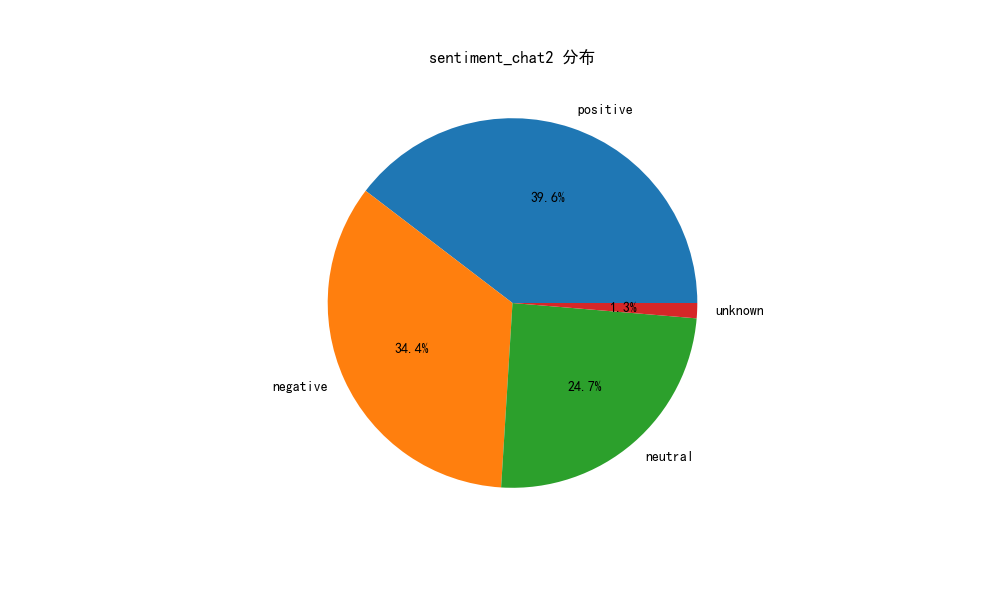 sentiment_chat2 分布
positive
39.6%
1.3%
unknown
34.4%
negative
24.7%
neutral